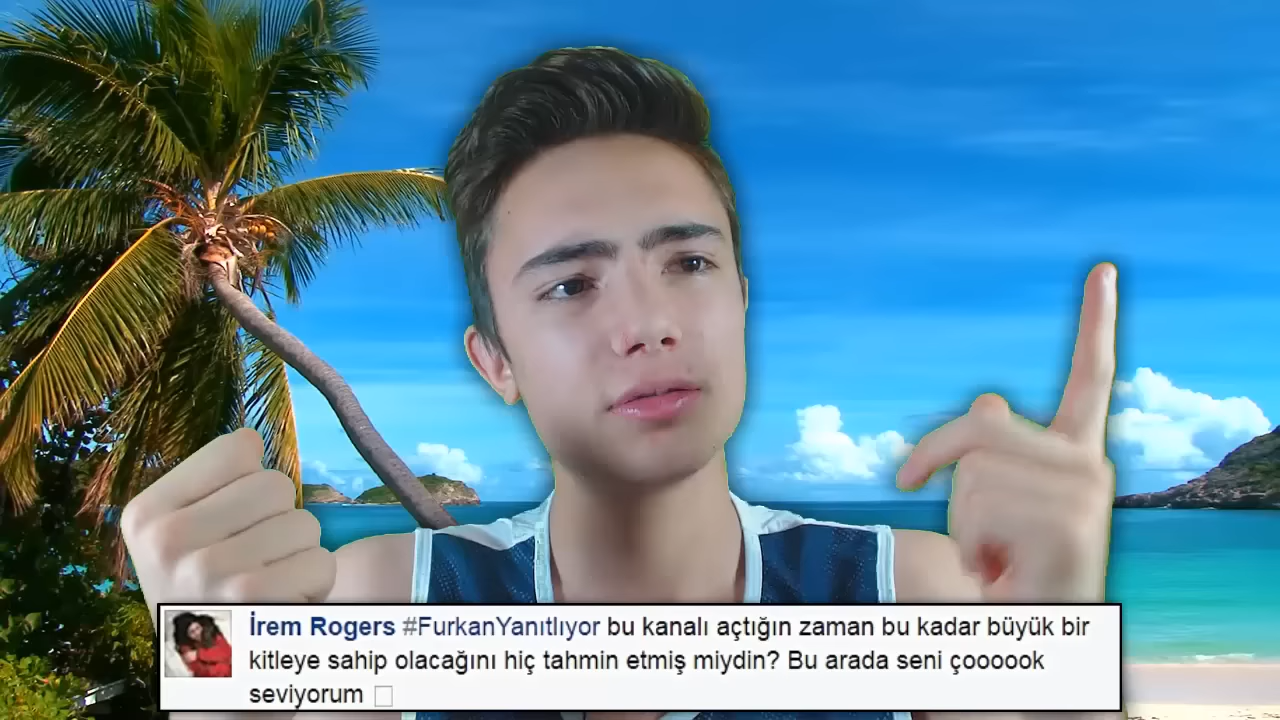 İrem Rogers #FurkanYanıtlıyor bu kanalı açtığın zaman bu kadar büyük bir
kitleye sahip olacağını hiç tahmin etmiş miydin? Bu arada seni çoooook
seviyorum